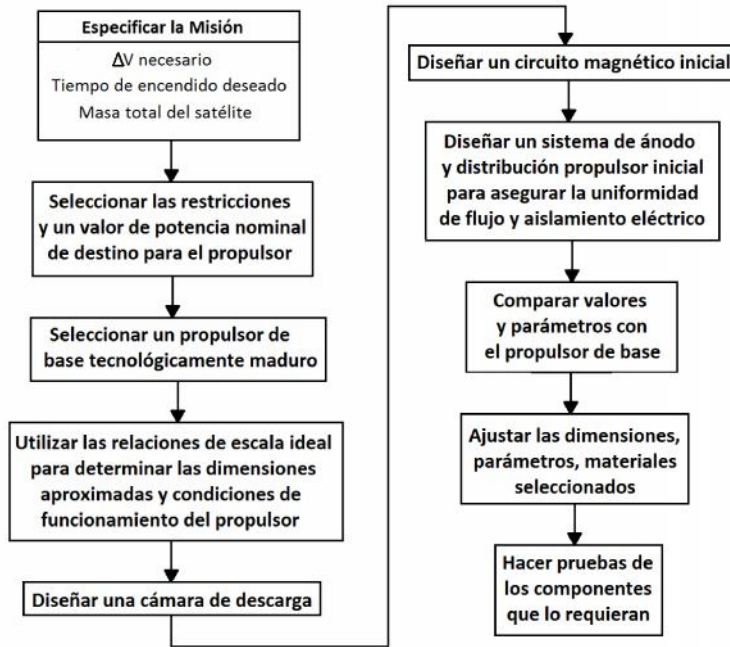 Especificar la Misión
ΔV necesario
Tiempo de encendido deseado
Masa total del satélite
Seleccionar las restricciones
y un valor de potencia nominal
de destino para el propulsor
Seleccionar un propulsor de
base tecnológicamente maduro
Utilizar las relaciones de escala ideal
para determinar las dimensiones
aproximadas y condiciones de
funcionamiento del propulsor
Diseñar una cámara de descarga
Diseñar un circuito magnético inicial
Diseñar un sistema de ánodo
y distribución propulsor inicial
para asegurar la uniformidad
de flujo y aislamiento eléctrico
Comparar valores
y parámetros con
el propulsor de base
Ajustar las dimensiones,
parámetros, materiales
seleccionados
Hacer pruebas de
los componentes
que lo requieran